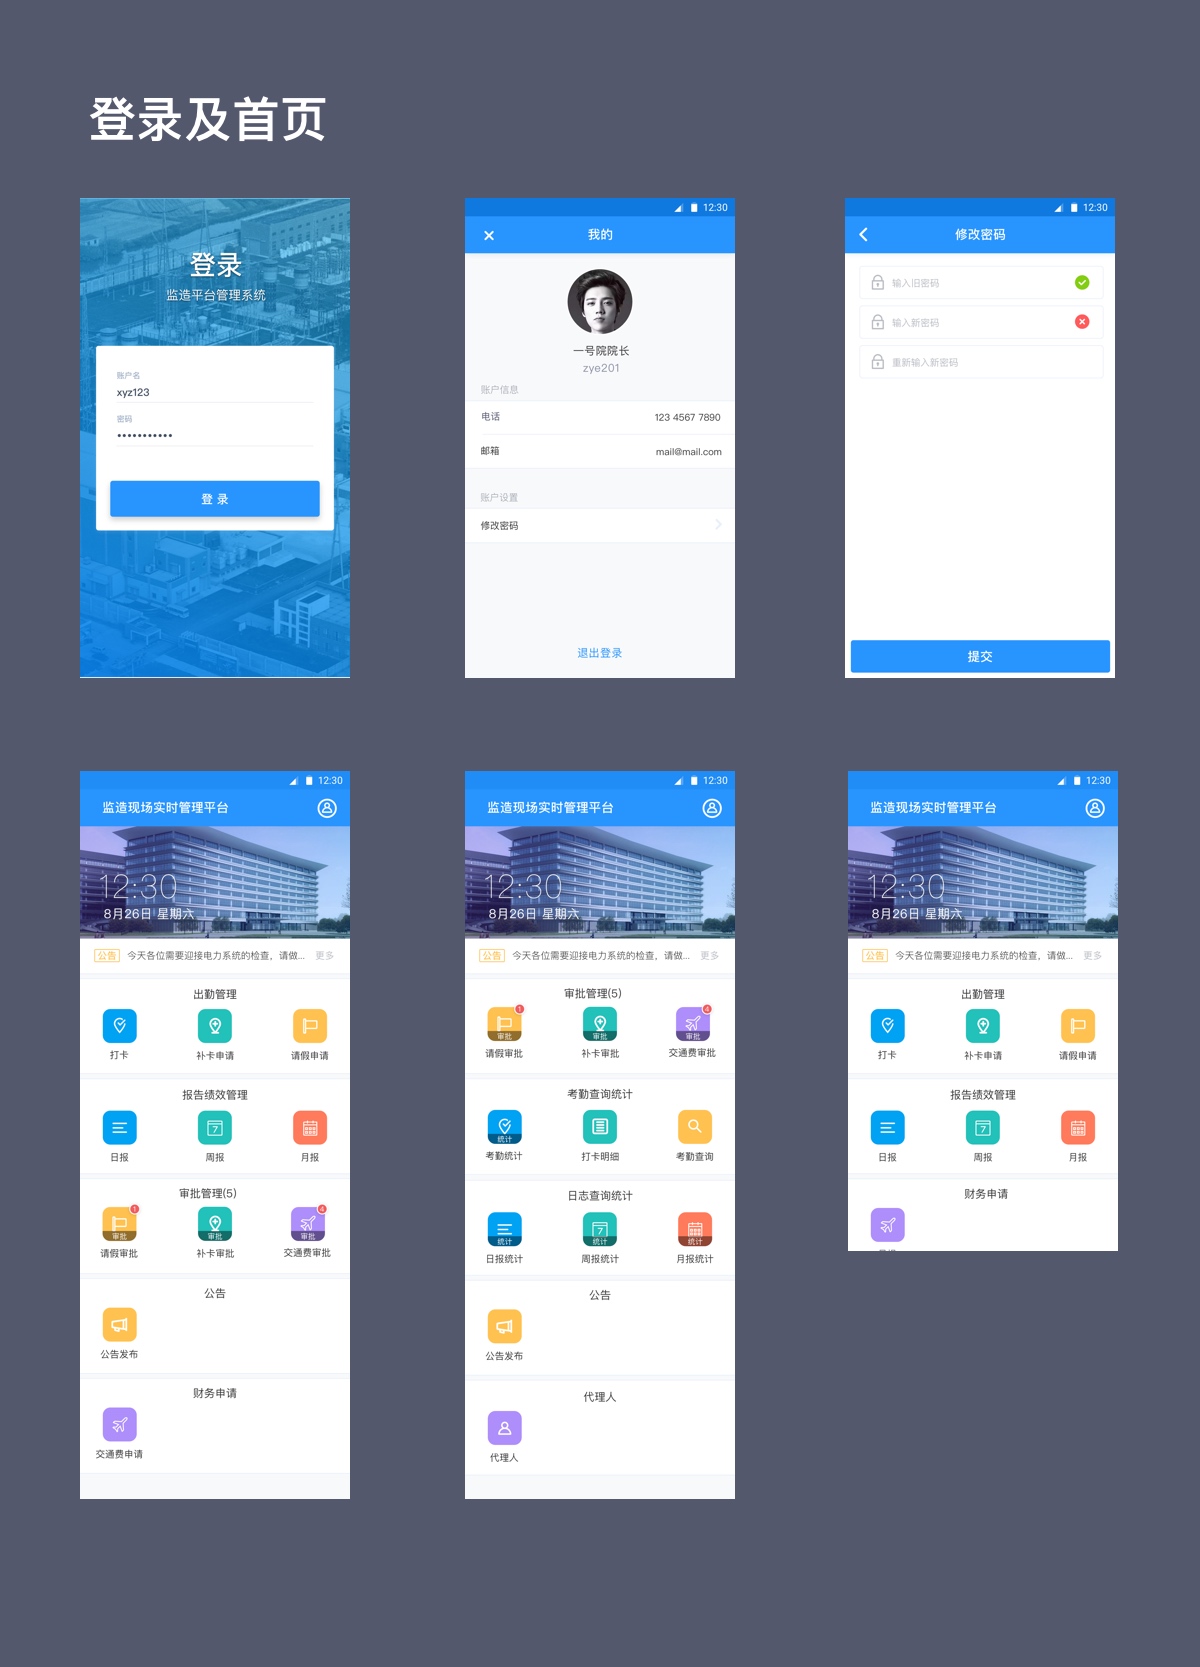 登录及首页
登录
监造平台管理系统
账户名
xyz123
密码
•••••••••••
登 录
12:30
我的
一号院院长
zye201
账户信息
电话 123 4567 7890
邮箱 mail@mail.com
账户设置
修改密码
退出登录
12:30
修改密码
输入旧密码
输入新密码
重新输入新密码
提交
12:30
监造现场实时管理平台
12:30
8月26日 星期六
公告 今天各位需要迎接电力系统的检查，请做... 更多
出勤管理
打卡 补卡申请 请假申请
报告绩效管理
7
日报 周报 月报
审批管理(5)
1 4
审批 审批 审批
请假审批 补卡审批 交通费审批
公告
公告发布
财务申请
交通费申请
12:30
监造现场实时管理平台
12:30
8月26日 星期六
公告 今天各位需要迎接电力系统的检查，请做... 更多
审批管理(5)
1 4
审批 审批 审批
请假审批 补卡审批 交通费审批
考勤查询统计
统计
考勤统计 打卡明细 考勤查询
日志查询统计
7
统计 统计 统计
日报统计 周报统计 月报统计
公告
公告发布
代理人
代理人
12:30
监造现场实时管理平台
12:30
8月26日 星期六
公告 今天各位需要迎接电力系统的检查，请做... 更多
出勤管理
打卡 补卡申请 请假申请
报告绩效管理
7
日报 周报 月报
财务申请